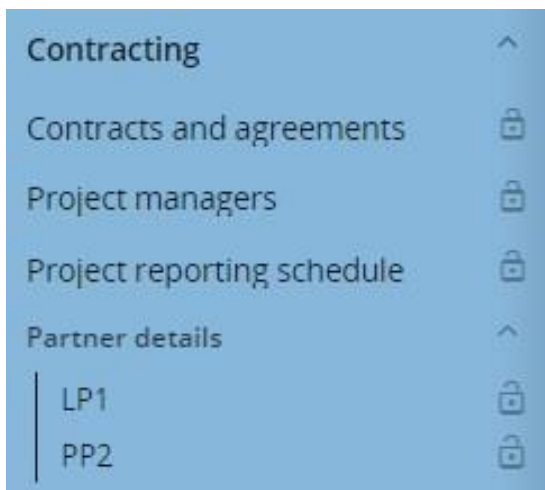 Contracting
Contracts and agreements
Project managers
Project reporting schedule
Partner details
LP1
PP2